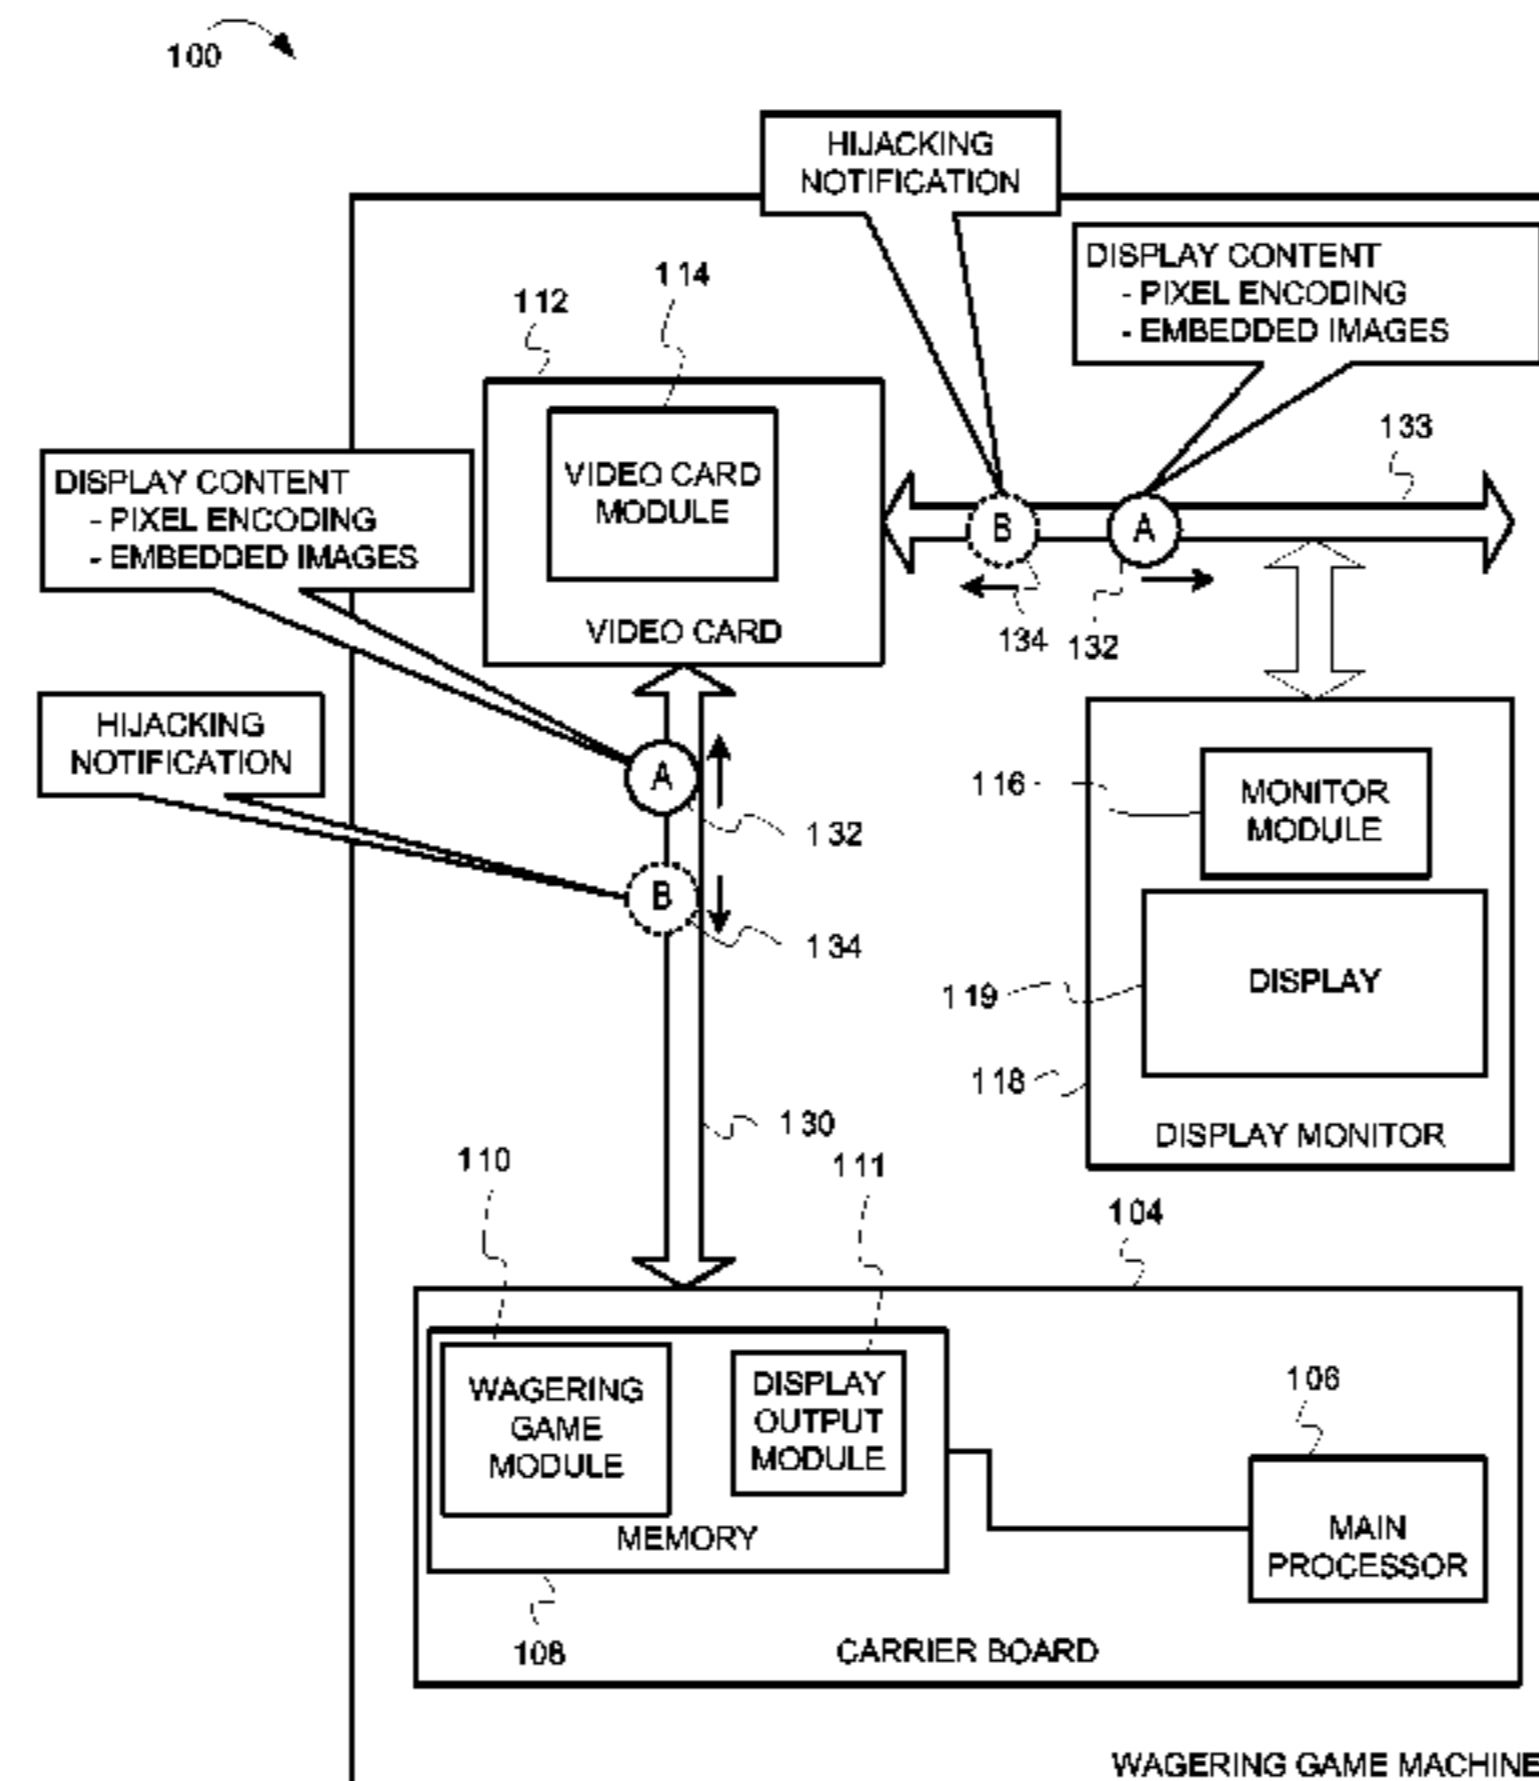 100
HIJACKING
NOTIFICATION
DISPLAY CONTENT
- PIXEL ENCODING
- EMBEDDED IMAGES
114
112
133
VIDEO CARD
MODULE
VIDEO CARD
DISPLAY CONTENT
- PIXEL ENCODING
- EMBEDDED IMAGES
B
A
134
132
HIJACKING
NOTIFICATION
A
132
B
134
116
MONITOR
MODULE
119
DISPLAY
118
DISPLAY MONITOR
130
110
111
104
WAGERING
GAME
MODULE
DISPLAY
OUTPUT
MODULE
MEMORY
106
MAIN
PROCESSOR
108
CARRIER BOARD
WAGERING GAME MACHINE